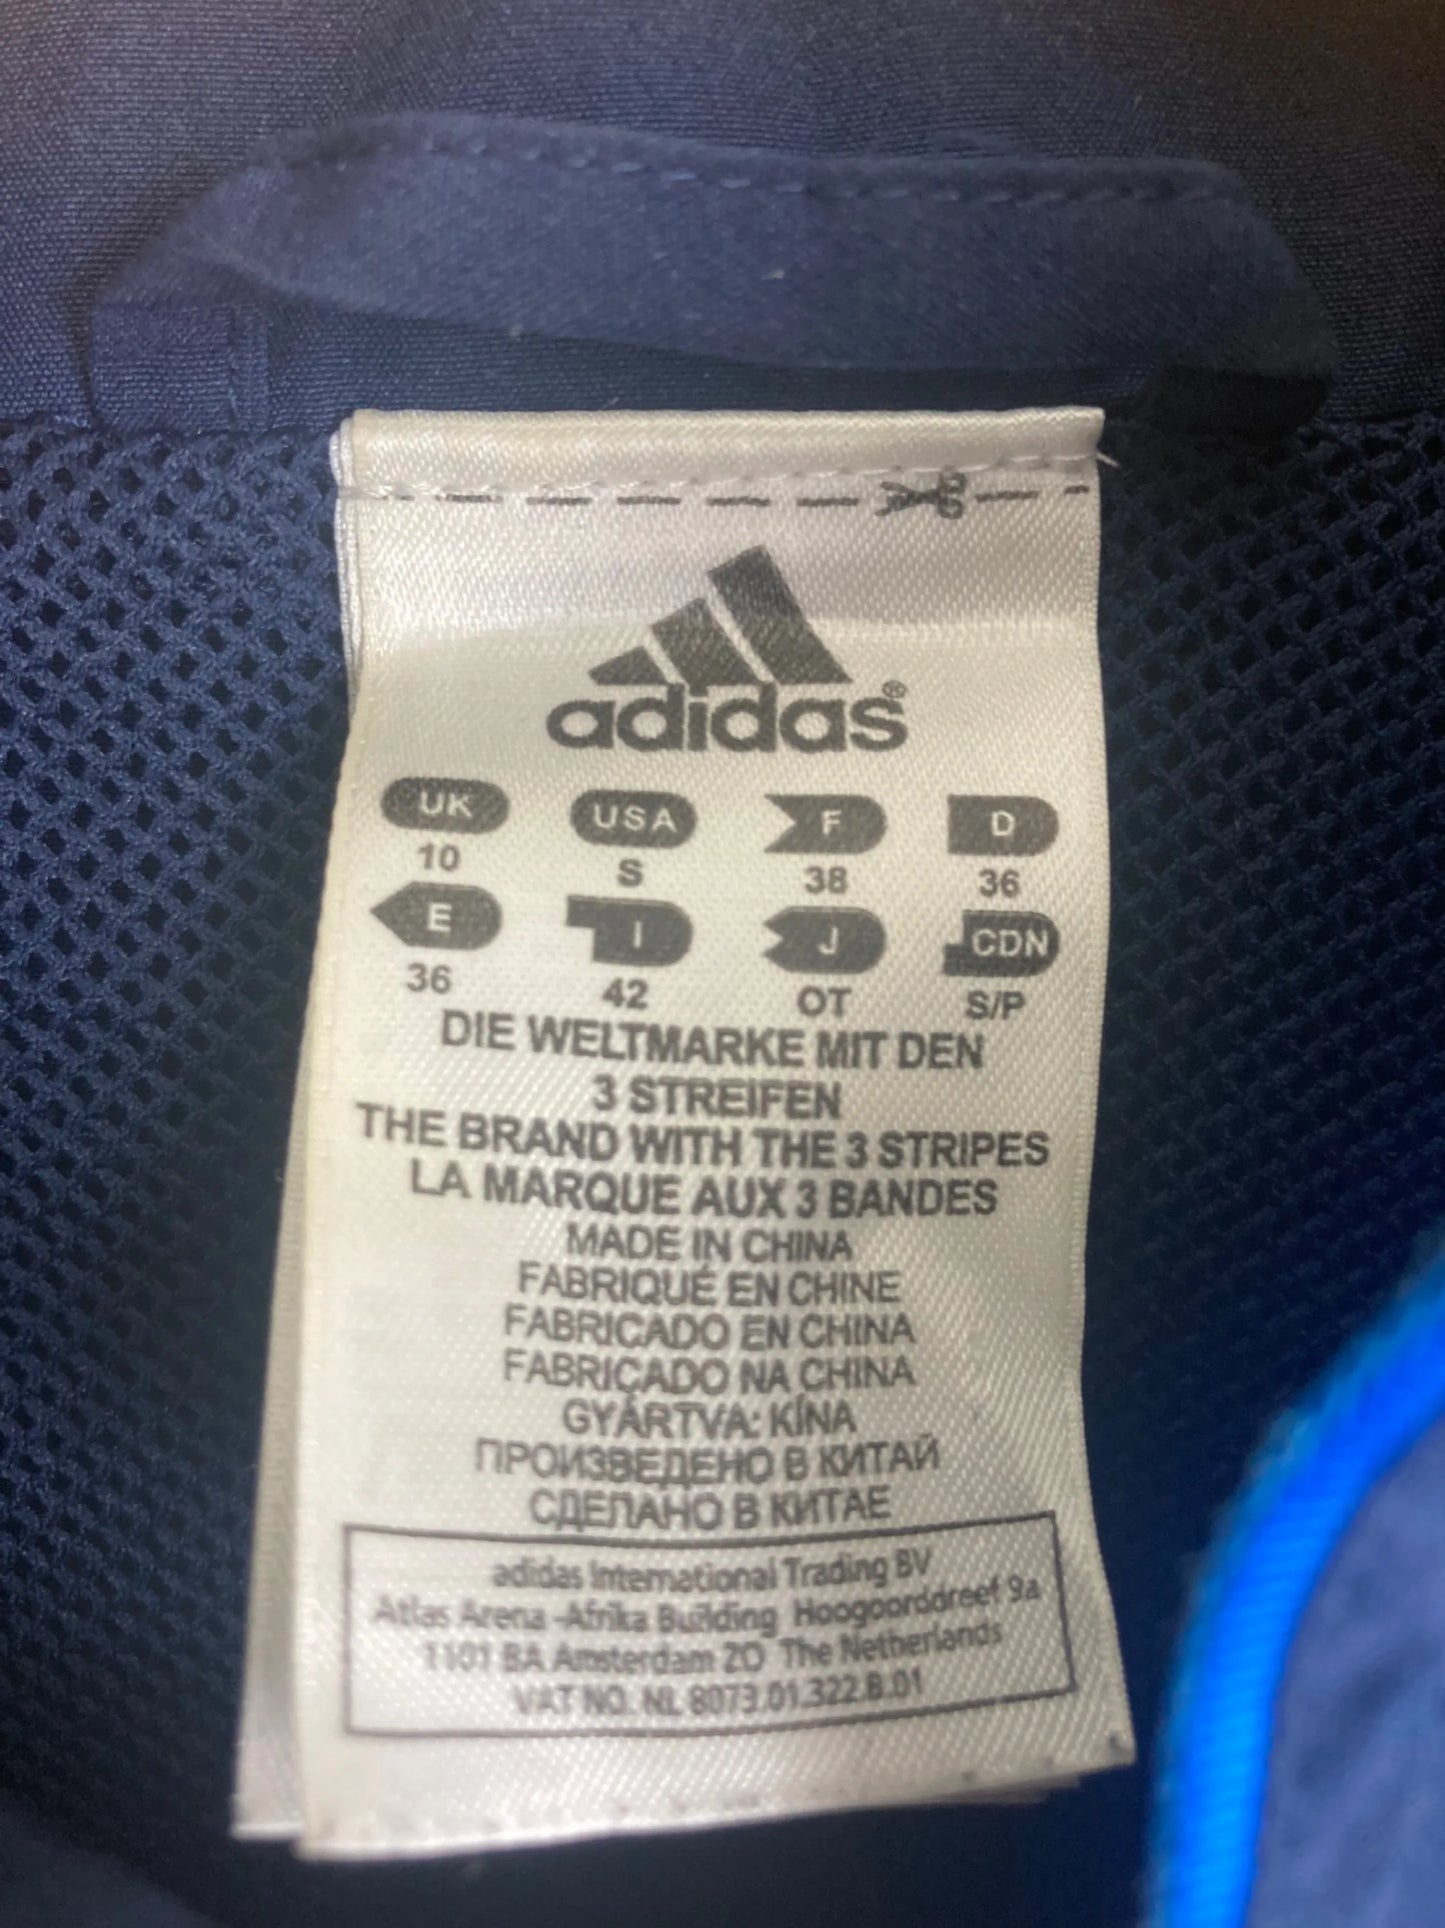 adidas®
UK USA F D
10 S 38 36
E I J CDN
36 42 OT S/P
DIE WELTMARKE MIT DEN
3 STREIFEN
THE BRAND WITH THE 3 STRIPES
LA MARQUE AUX 3 BANDES
MADE IN CHINA
FABRIQUÉ EN CHINE
FABRICADO EN CHINA
FABRICADO NA CHINA
GYÁRTVA: KÍNA
ПРОИЗВЕДЕНО В КИТАЙ
СДЕЛАНО В КИТАЕ
adidas International Trading BV
Atlas Arena -Afrika Building Hoogoorddreef 9a
1101 BA Amsterdam ZO The Netherlands
VAT NO. NL 8073.01.322.B.01